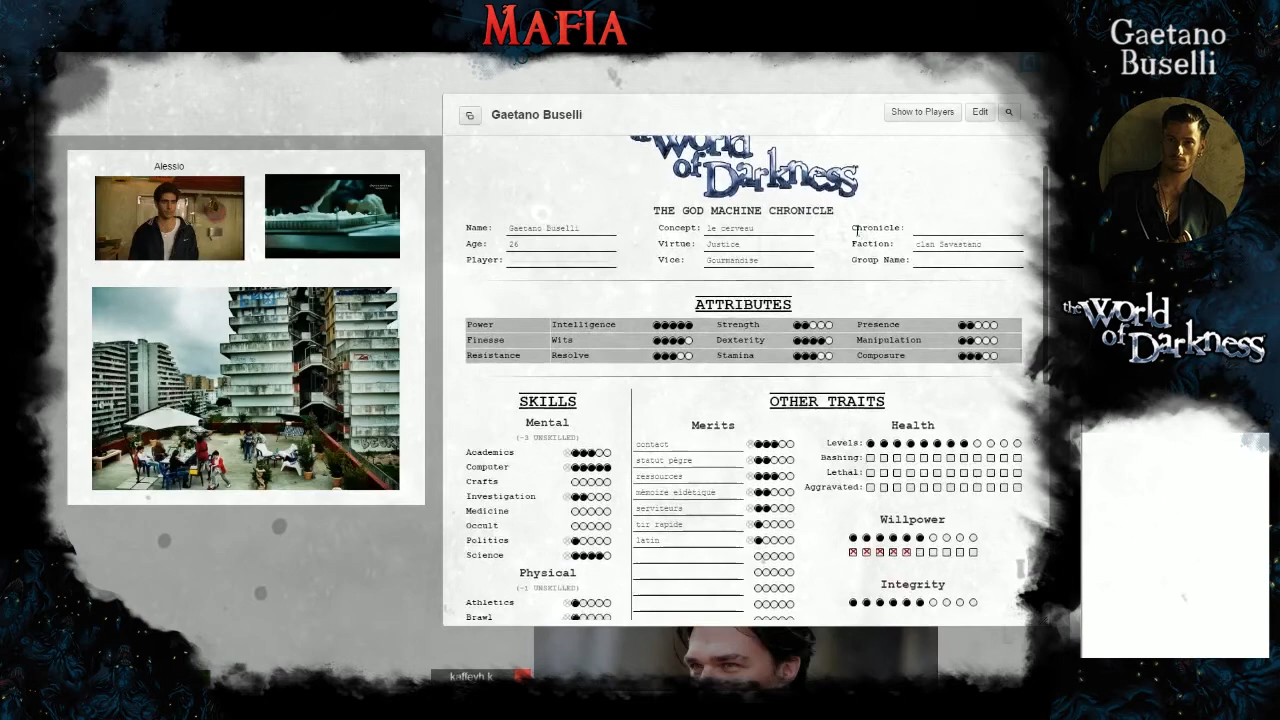 MAFIA
Gaetano
Buselli
Gaetano Buselli
Show to Players
Edit
Alessio
the World
of Darkness
THE GOD MACHINE CHRONICLE
Name: Gaetano Buselli Concept: le cerveau Chronicle:
Age: 26 Virtue: Justice Faction: clan Savastano
Player: Vice: Gourmandise Group Name:
ATTRIBUTES
Power Intelligence Strength Presence
Finesse Wits Dexterity Manipulation
Resistance Resolve Stamina Composure
SKILLS
Mental
(-3 UNSKILLED)
Academics
Computer
Crafts
Investigation
Medicine
Occult
Politics
Science
Physical
(-1 UNSKILLED)
Athletics
Brawl
OTHER TRAITS
Merits
contact
statut pègre
ressources
mémoire eidétique
serviteurs
tir rapide
latin
Health
Levels:
Bashing:
Lethal:
Aggravated:
Willpower
Integrity
the World
of Darkness